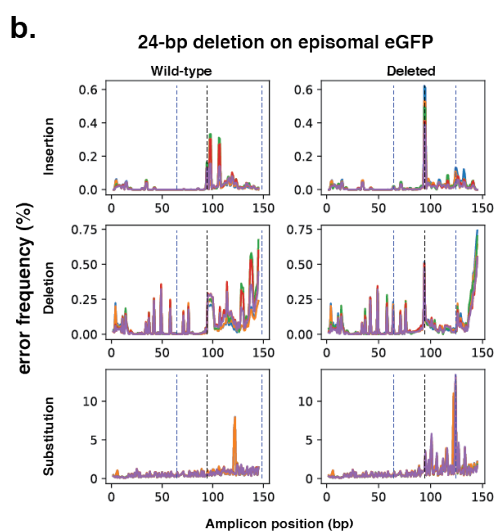 b.
24-bp deletion on episomal eGFP
Wild-type
Deleted
error frequency (%)
Insertion
0.6
0.4
0.2
0.0
0 50 100 150
0.6
0.4
0.2
0.0
0 50 100 150
Deletion
0.75
0.50
0.25
0.00
0 50 100 150
0.75
0.50
0.25
0.00
0 50 100 150
Substitution
10
5
0
0 50 100 150
10
5
0
0 50 100 150
Amplicon position (bp)